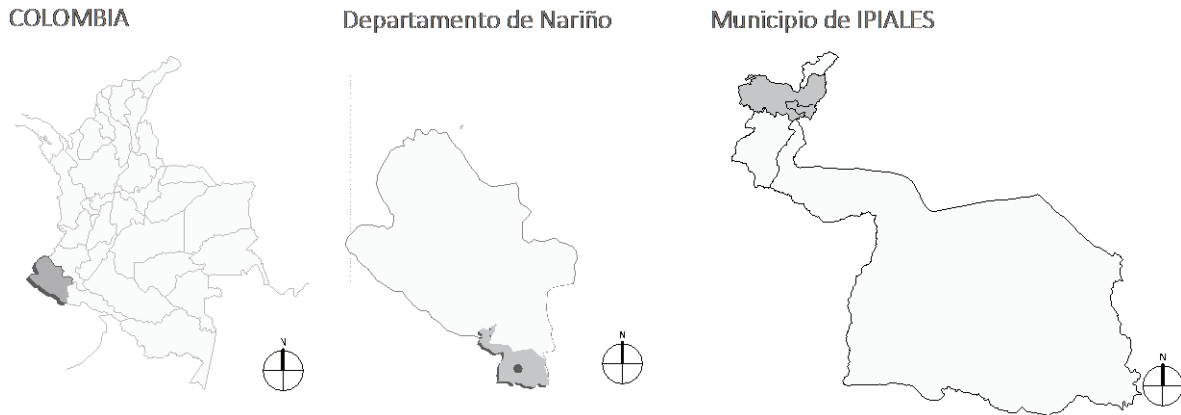 COLOMBIA
Departamento de Nariño
Municipio de IPIALES
N
N
N